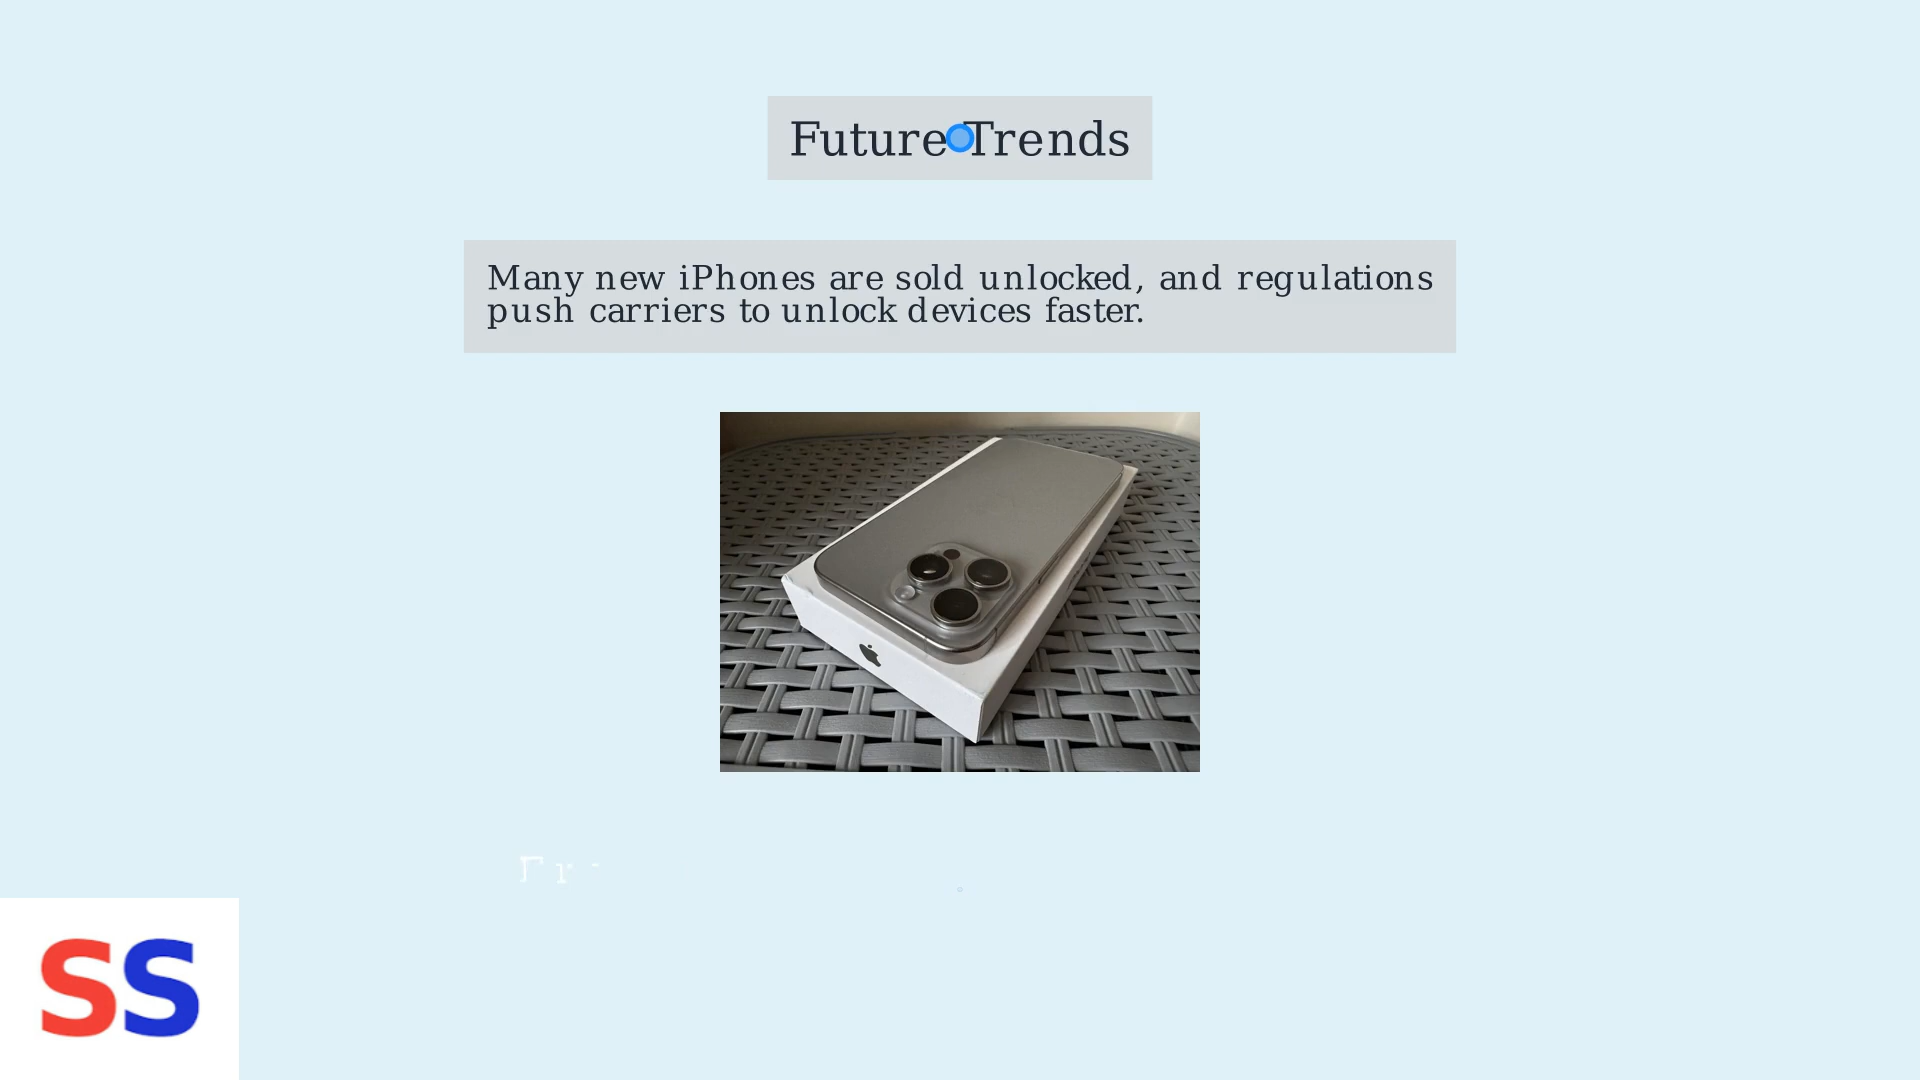 Future Trends
Many new iPhones are sold unlocked, and regulations
push carriers to unlock devices faster.
SS